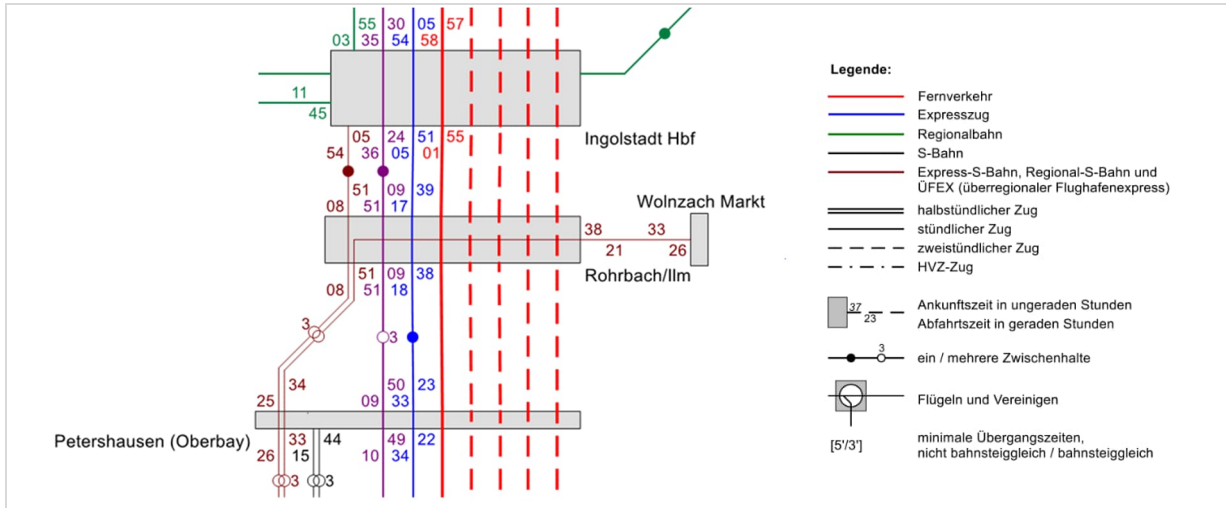 55 30 05 57
03 35 54 58
11
45
Ingolstadt Hbf
05 24 51 55
54 36 05 01
51 09 39
08 51 17
Wolnzach Markt
38 33
21 26
Rohrbach/Ilm
51 09 38
08 51 18
3
3
34 50 23
25 09 33
Petershausen (Oberbay)
33 44 49 22
26 15 10 34
3 3
Legende:
Fernverkehr
Expresszug
Regionalbahn
S-Bahn
Express-S-Bahn, Regional-S-Bahn und
ÜFEX (überregionaler Flughafenexpress)
halbstündlicher Zug
stündlicher Zug
zweistündlicher Zug
HVZ-Zug
37 Ankunftszeit in ungeraden Stunden
23 Abfahrtszeit in geraden Stunden
3
ein / mehrere Zwischenhalte
Flügeln und Vereinigen
[5'/3'] minimale Übergangszeiten,
nicht bahnsteiggleich / bahnsteiggleich